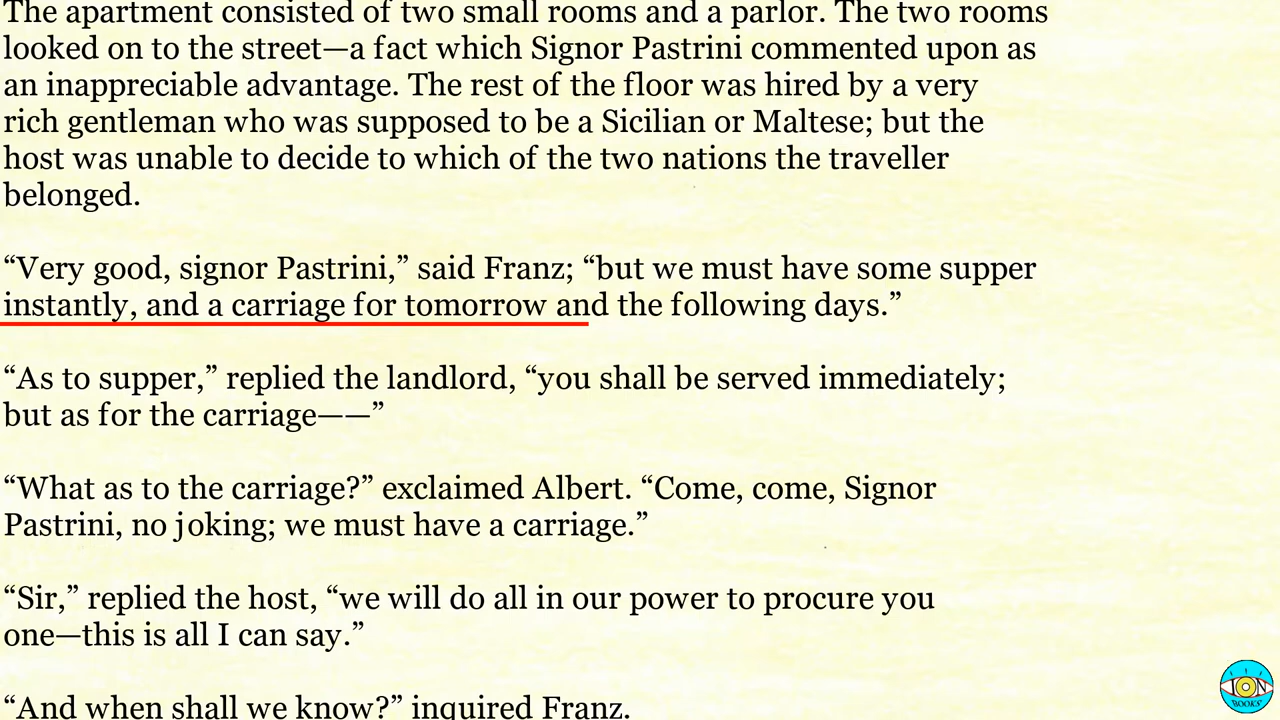 The apartment consisted of two small rooms and a parlor. The two rooms
looked on to the street—a fact which Signor Pastrini commented upon as
an inappreciable advantage. The rest of the floor was hired by a very
rich gentleman who was supposed to be a Sicilian or Maltese; but the
host was unable to decide to which of the two nations the traveller
belonged.
“Very good, signor Pastrini,” said Franz; “but we must have some supper
instantly, and a carriage for tomorrow and the following days.”
“As to supper,” replied the landlord, “you shall be served immediately;
but as for the carriage——”
“What as to the carriage?” exclaimed Albert. “Come, come, Signor
Pastrini, no joking; we must have a carriage.”
“Sir,” replied the host, “we will do all in our power to procure you
one—this is all I can say.”
“And when shall we know?” inquired Franz.
ION
BOOKS